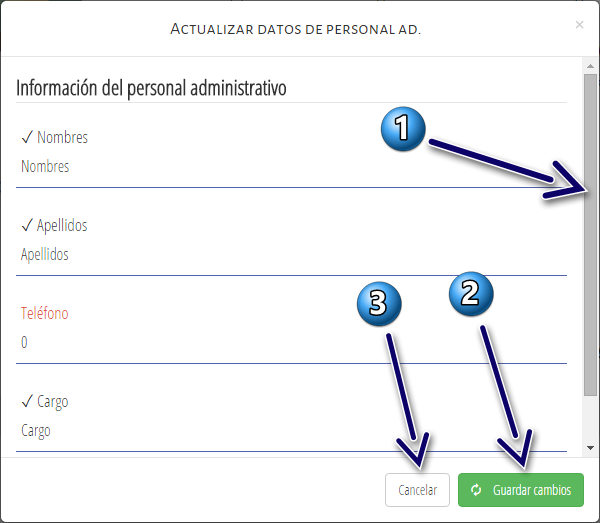 Actualizar datos de personal ad.
×
Información del personal administrativo
1
✓ Nombres
Nombres
✓ Apellidos
Apellidos
3
2
Teléfono
0
✓ Cargo
Cargo
Cancelar
Guardar cambios